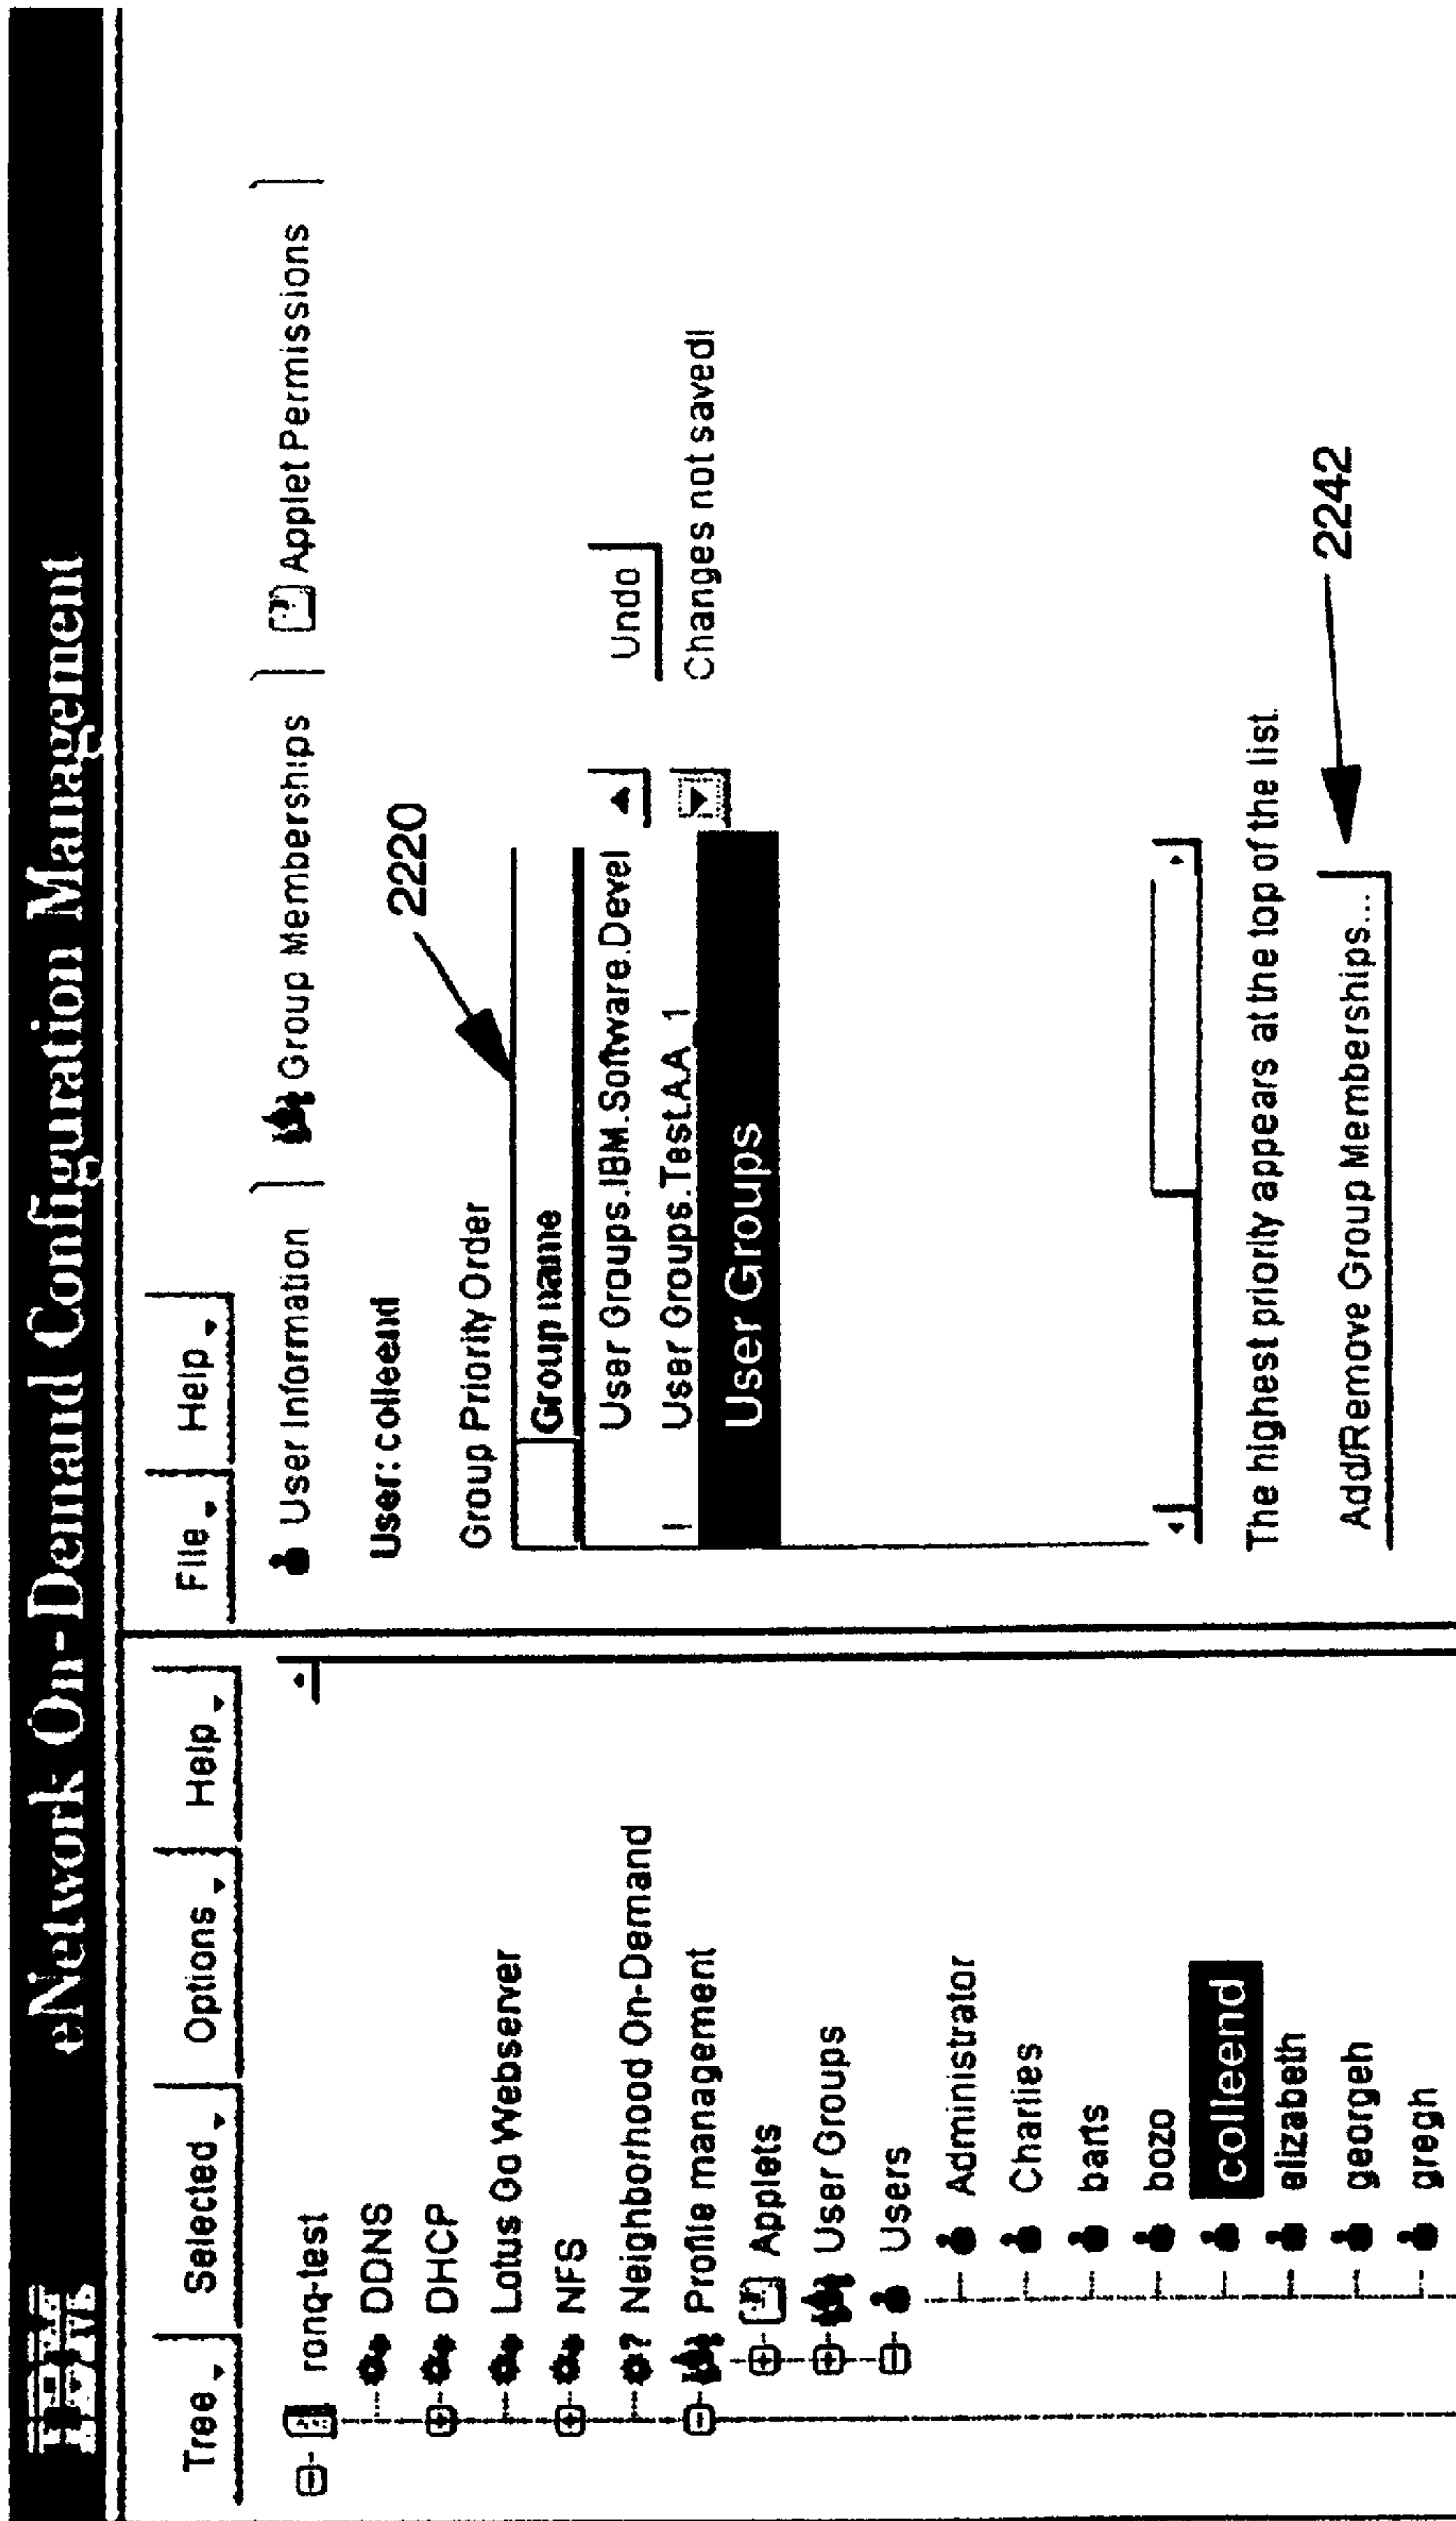 IBM eNetwork On-Demand Configuration Management
Tree Selected Options Help
ronq-test
DDNS
DHCP
Lotus Go Webserver
NFS
? Neighborhood On-Demand
Profile management
Applets
User Groups
Users
Administrator
Charlies
barts
bozo
colleend
elizabeth
georgeh
gregh
File Help
User Information Group Memberships Applet Permissions
User: colleend
Group Priority Order
2220
Group name
User Groups.IBM.Software.Devel
User Groups.Test.A.A_1
User Groups
Undo
Changes not saved!
The highest priority appears at the top of the list.
Add/Remove Group Memberships...
2242